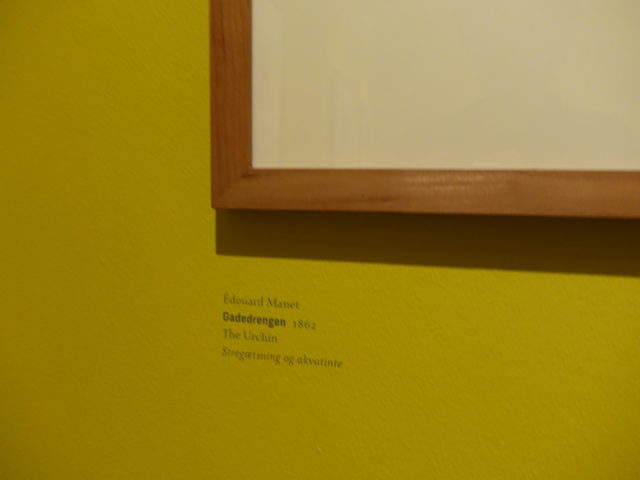 Édouard Manet
Gadedrengen 1862
The Urchin
Stregætsning og akvatinte